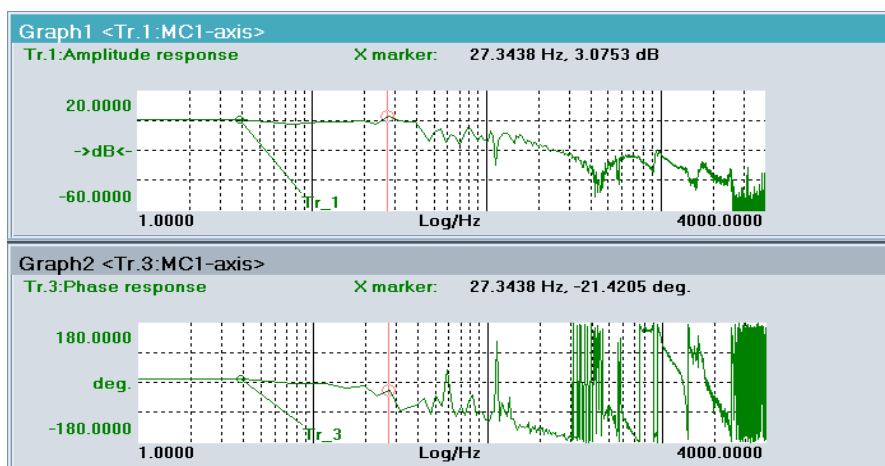 Graph1 <Tr.1:MC1-axis>
Tr.1:Amplitude response X marker: 27.3438 Hz, 3.0753 dB
20.0000
->dB<-
-60.0000
Tr_1
1.0000 Log/Hz 4000.0000
Graph2 <Tr.3:MC1-axis>
Tr.3:Phase response X marker: 27.3438 Hz, -21.4205 deg.
180.0000
deg.
-180.0000
Tr_3
1.0000 Log/Hz 4000.0000